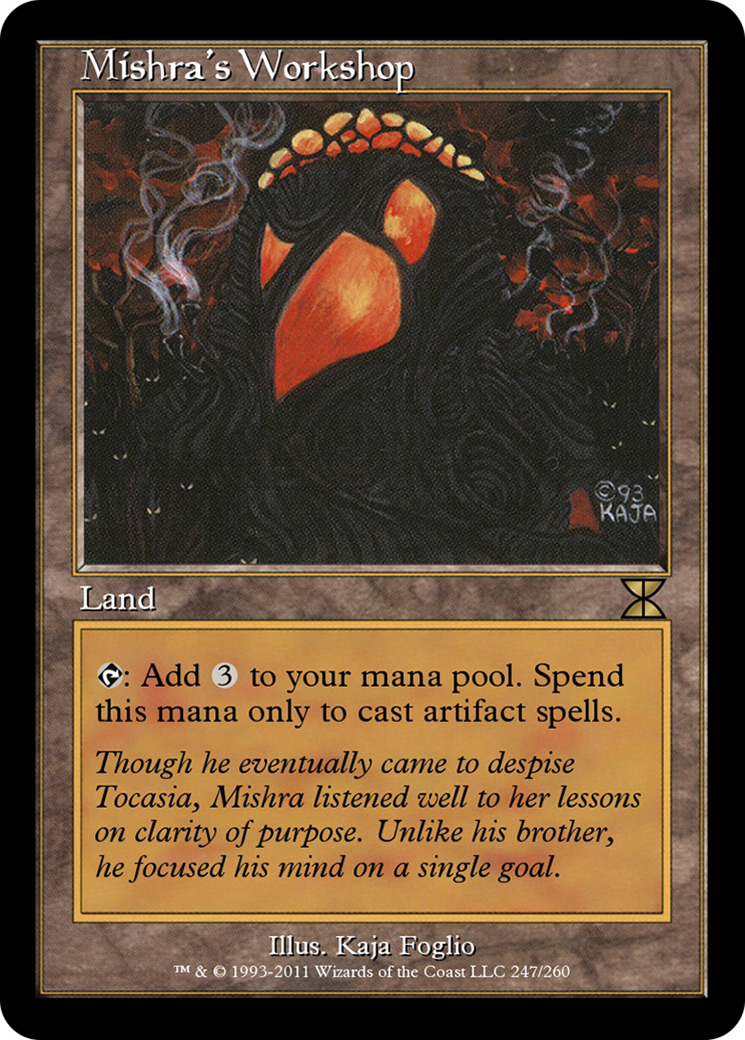 Mishra's Workshop
©93
KAJA
Land
: Add 3 to your mana pool. Spend
this mana only to cast artifact spells.
Though he eventually came to despise
Tocasia, Mishra listened well to her lessons
on clarity of purpose. Unlike his brother,
he focused his mind on a single goal.
Illus. Kaja Foglio
™ & © 1993-2011 Wizards of the Coast LLC 247/260